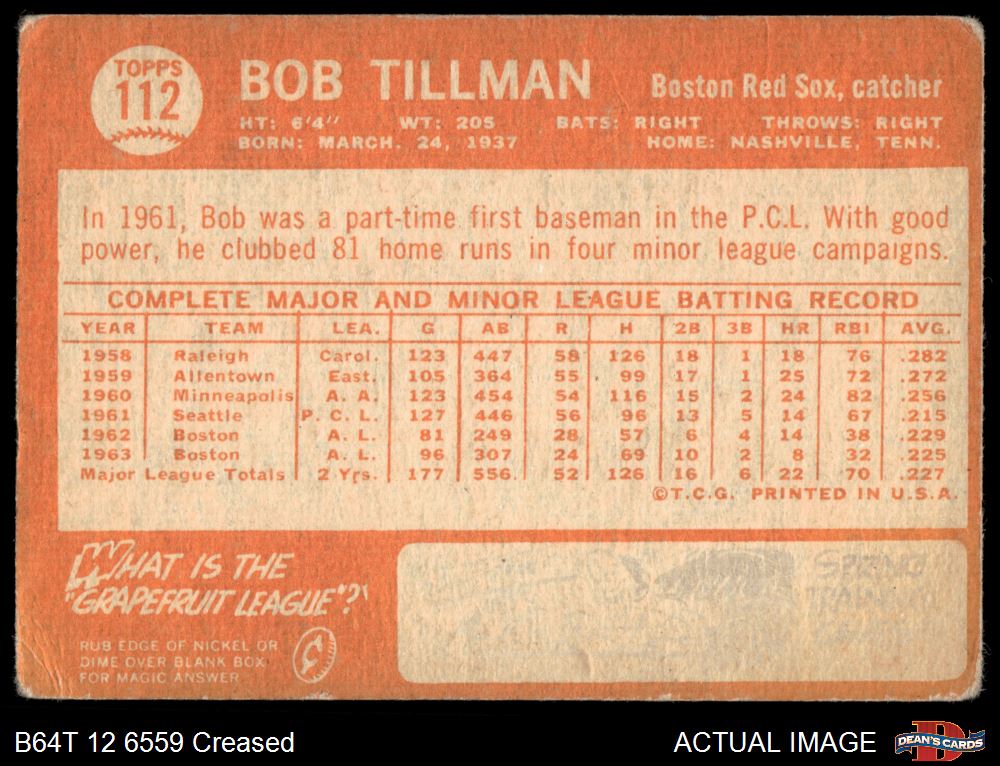 TOPPS
112
BOB TILLMAN
Boston Red Sox, catcher
HT: 6'4" WT: 205 BATS: RIGHT THROWS: RIGHT
BORN: MARCH. 24, 1937 HOME: NASHVILLE, TENN.
In 1961, Bob was a part-time first baseman in the P.C.L. With good
power, he clubbed 81 home runs in four minor league campaigns.
COMPLETE MAJOR AND MINOR LEAGUE BATTING RECORD
YEAR TEAM LEA. G AB R H 2B 3B HR RBI AVG.
1958 Raleigh Carol. 123 447 58 126 18 1 18 76 .282
1959 Allentown East. 105 364 55 99 17 1 25 72 .272
1960 Minneapolis A. A. 123 454 54 116 15 2 24 82 .256
1961 Seattle P. C. L. 127 446 56 96 13 5 14 67 .215
1962 Boston A. L. 81 249 28 57 6 4 14 38 .229
1963 Boston A. L. 96 307 24 69 10 2 8 32 .225
Major League Totals 2 Yrs. 177 556 52 126 16 6 22 70 .227
©T.C.G. PRINTED IN U.S.A.
WHAT IS THE
"GRAPEFRUIT LEAGUE"?
RUB EDGE OF NICKEL OR
DIME OVER BLANK BOX
FOR MAGIC ANSWER
SPRING
B64T 12 6559 Creased
ACTUAL IMAGE
DEAN'S CARDS